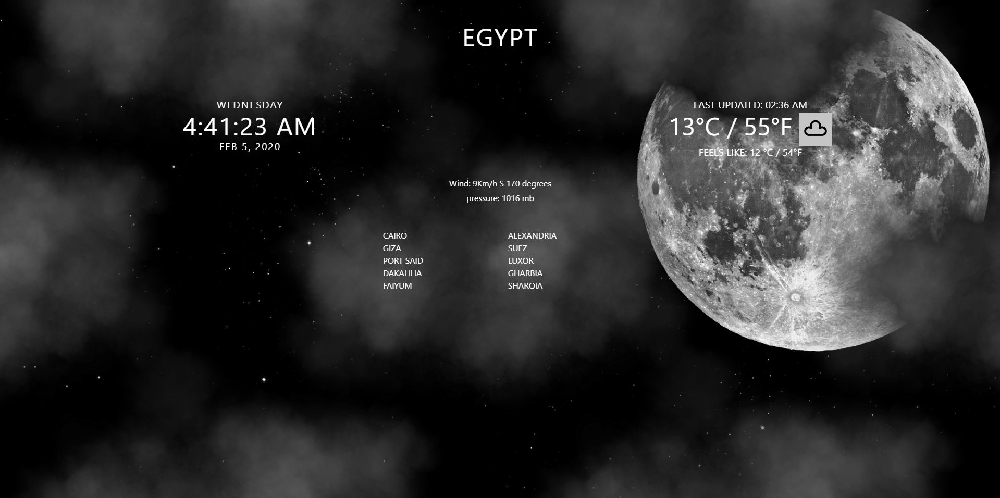 EGYPT
WEDNESDAY
4:41:23 AM
FEB 5, 2020
LAST UPDATED: 02:36 AM
13°C / 55°F
FEELS LIKE: 12 °C / 54°F
Wind: 9Km/h S 170 degrees
pressure: 1016 mb
CAIRO
GIZA
PORT SAID
DAKAHLIA
FAIYUM
ALEXANDRIA
SUEZ
LUXOR
GHARBIA
SHARQIA